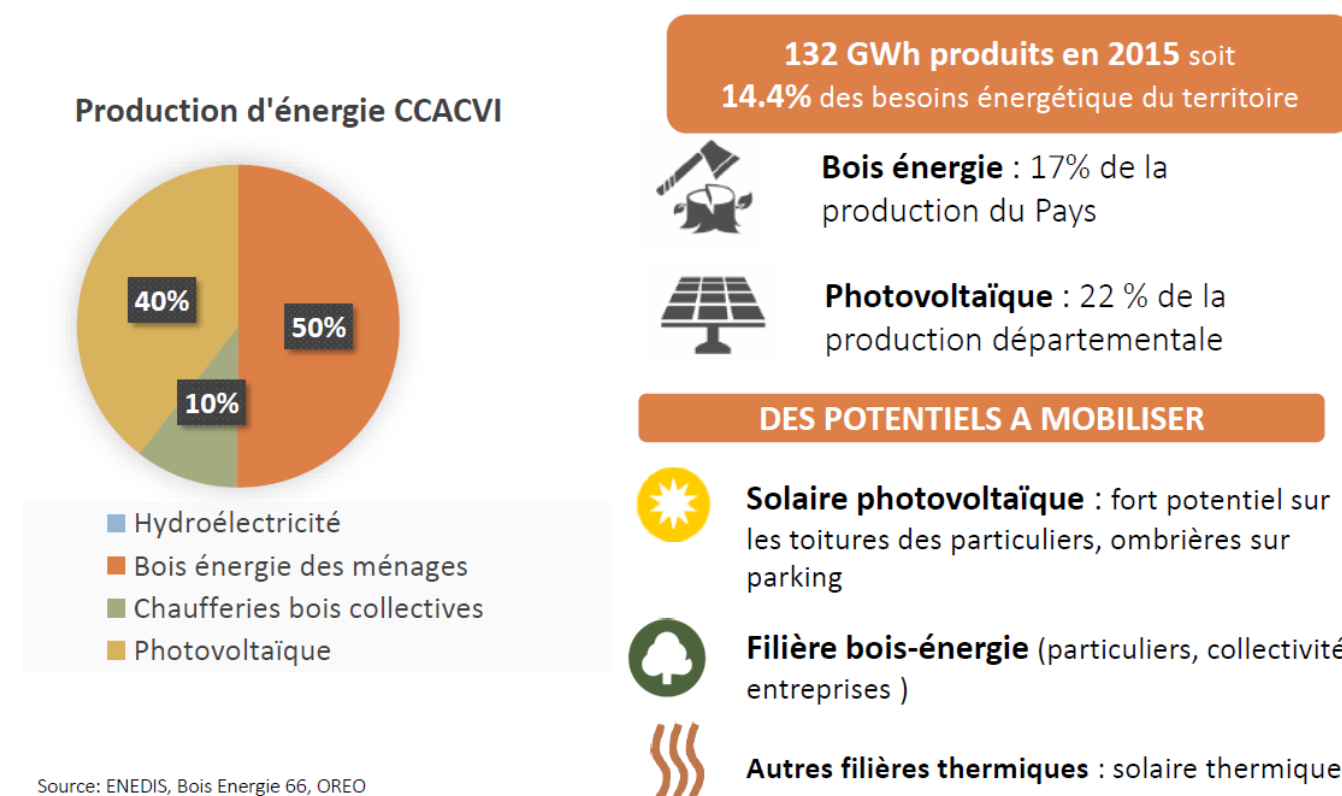 Production d'énergie CCACVI
40%
50%
10%
Hydroélectricité
Bois énergie des ménages
Chaufferies bois collectives
Photovoltaïque
Source: ENEDIS, Bois Energie 66, OREO
132 GWh produits en 2015 soit
14.4% des besoins énergétique du territoire
Bois énergie : 17% de la
production du Pays
Photovoltaïque : 22 % de la
production départementale
DES POTENTIELS A MOBILISER
Solaire photovoltaïque : fort potentiel sur
les toitures des particuliers, ombrières sur
parking
Filière bois-énergie (particuliers, collectivité
entreprises )
Autres filières thermiques : solaire thermique